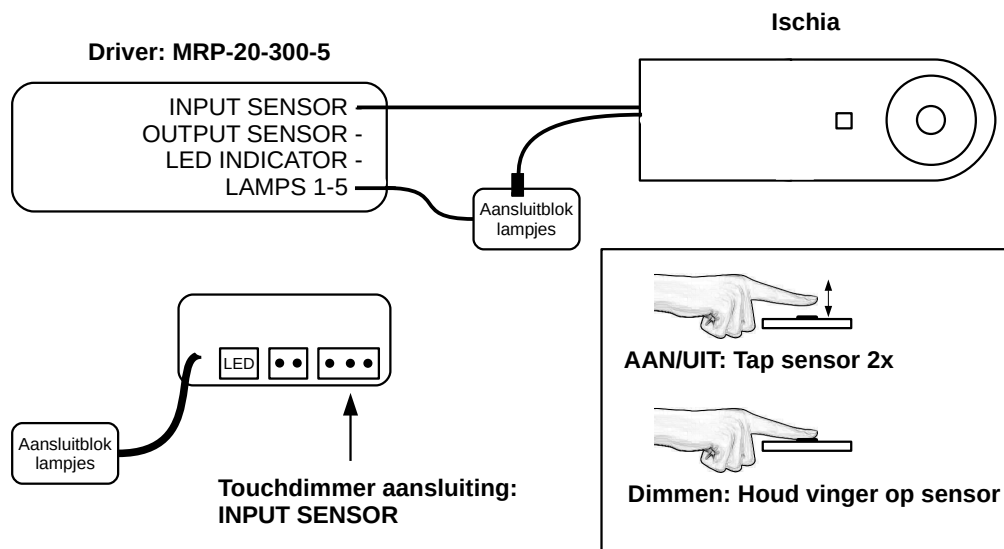 Ischia
Driver: MRP-20-300-5
INPUT SENSOR -
OUTPUT SENSOR -
LED INDICATOR -
LAMPS 1-5 -
Aansluitblok
lampjes
LED
Aansluitblok
lampjes
Touchdimmer aansluiting:
INPUT SENSOR
AAN/UIT: Tap sensor 2x
Dimmen: Houd vinger op sensor